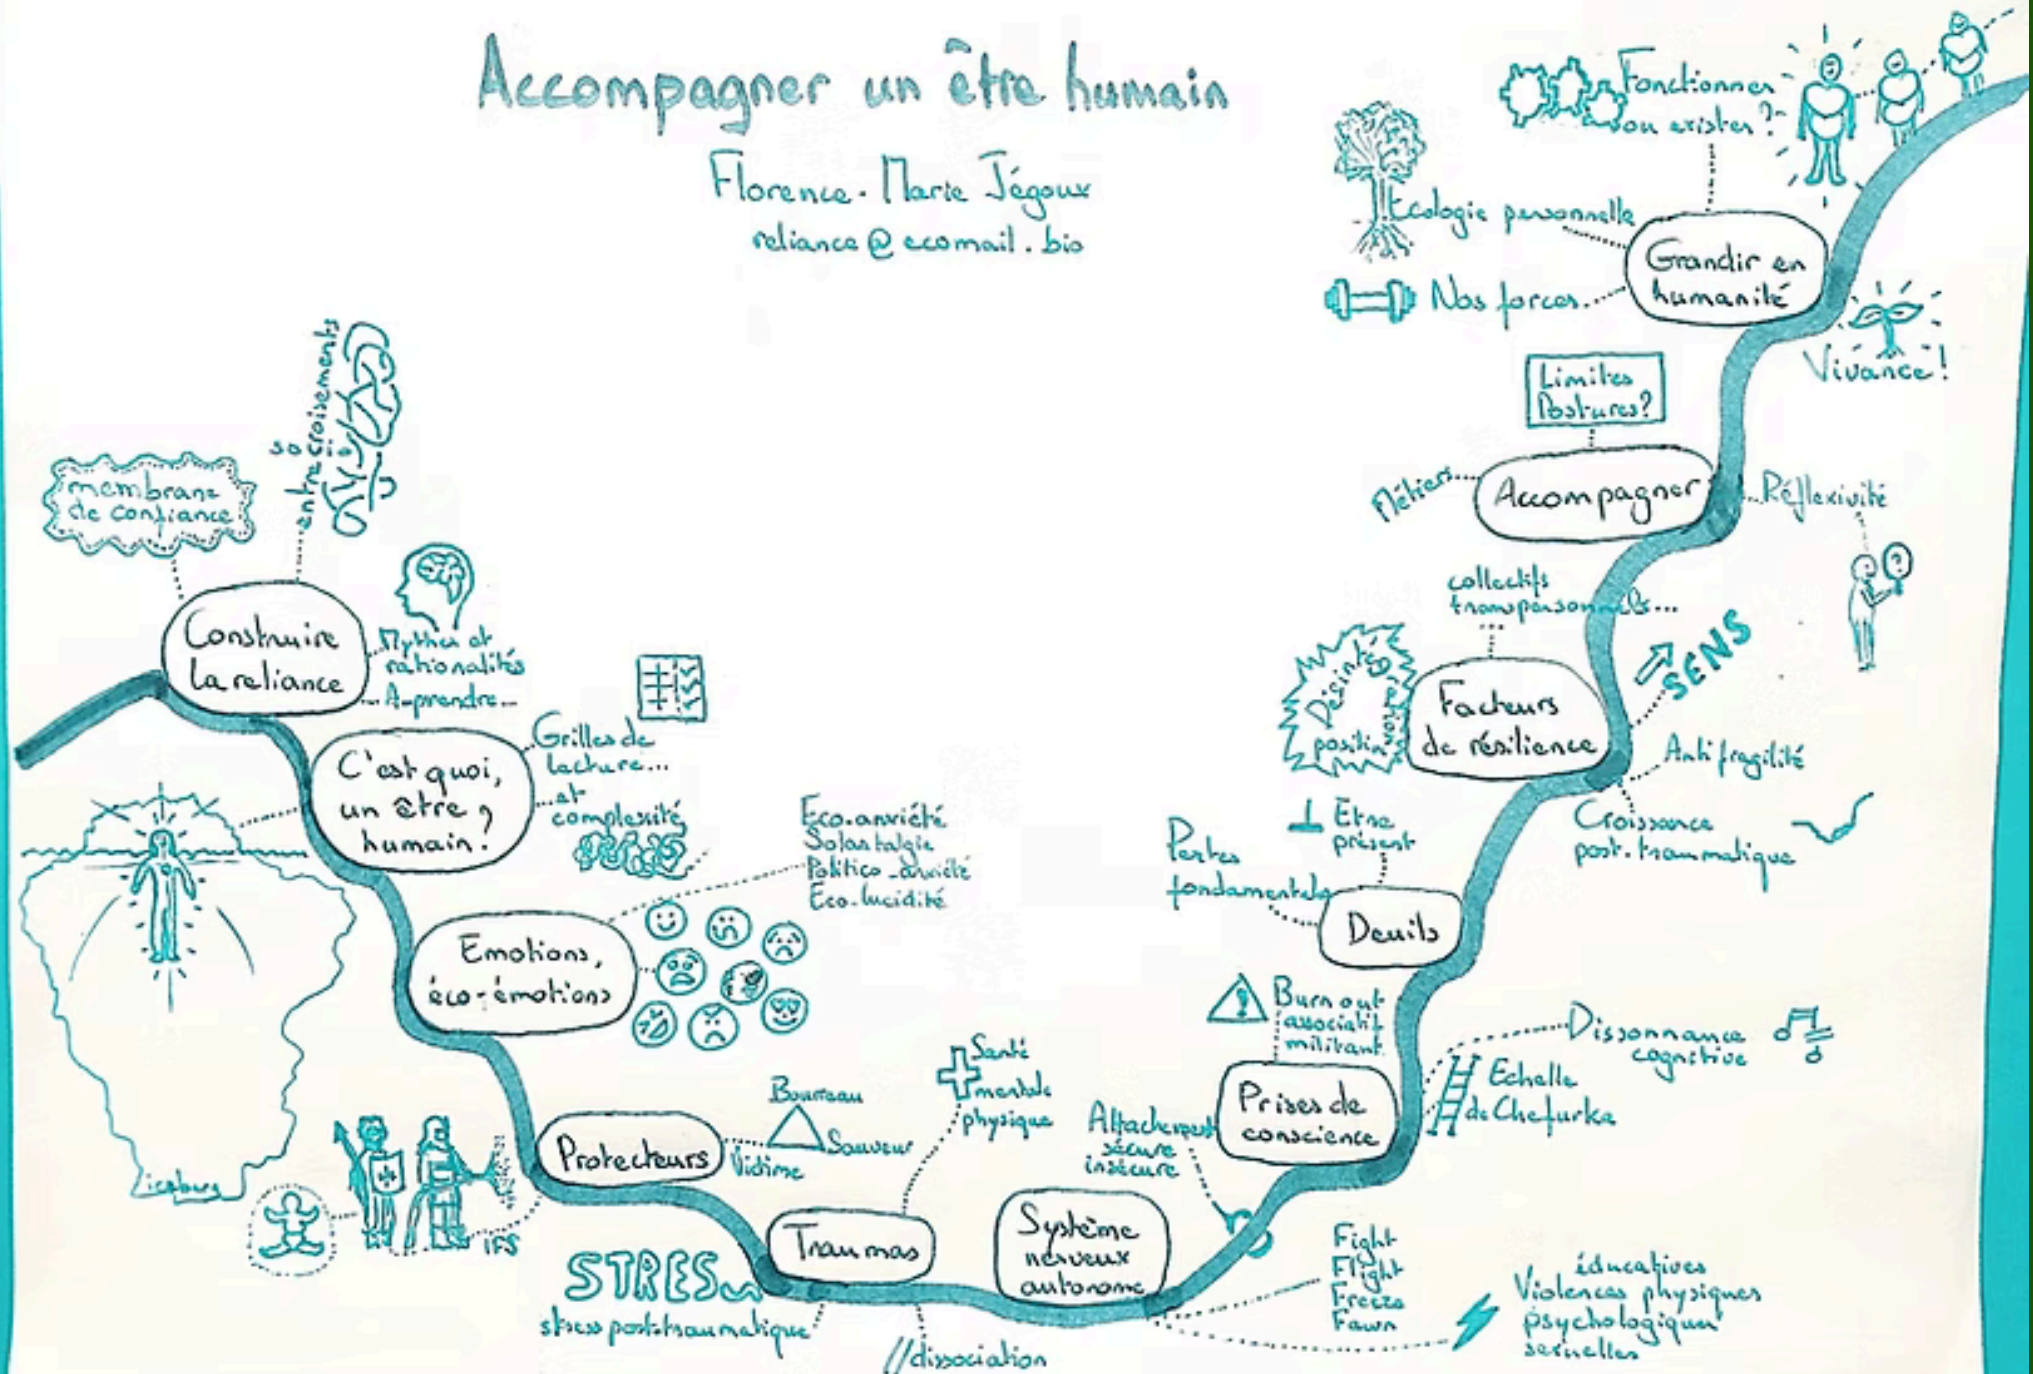 Accompagner un être humain
Florence-Marie Jégoux
reliance@ecomail.bio
membrane
de confiance
so
entrecroisements
Construire
la reliance
Mythes et
rationalités
A-prendre...
C'est quoi,
un être
humain?
Grilles de
lecture...
et
complexité
iceberg
Emotions,
éco-émotions
Eco-anxiété
Solastalgie
Politico-anxiété
Eco-lucidité
Protecteurs
Bourreau
Sauveur
Victime
IFS
Traumas
Santé
mentale
physique
STRESS
stress post-traumatique
//dissociation
Système
nerveux
autonome
Attachement
sécure
insécure
Fight
Flight
Freeze
Fawn
éducatives
Violences physiques
psychologiques
sexuelles
Prises de
conscience
! Burn out
associatif
militant
Dissonnance
cognitive
Echelle
de Chefurka
Deuils
Pertes
fondamentales
Etre
présent
Facteurs
de résilience
Désintégration
positive
collectifs
transpersonnels...
SENS
Antifragilité
Croissance
post-traumatique
Accompagner
Métiers
Limites
Postures?
Réflexivité
?
Grandir en
humanité
Nos forces
Ecologie personnelle
Fonctionner
ou exister?
Vivance!